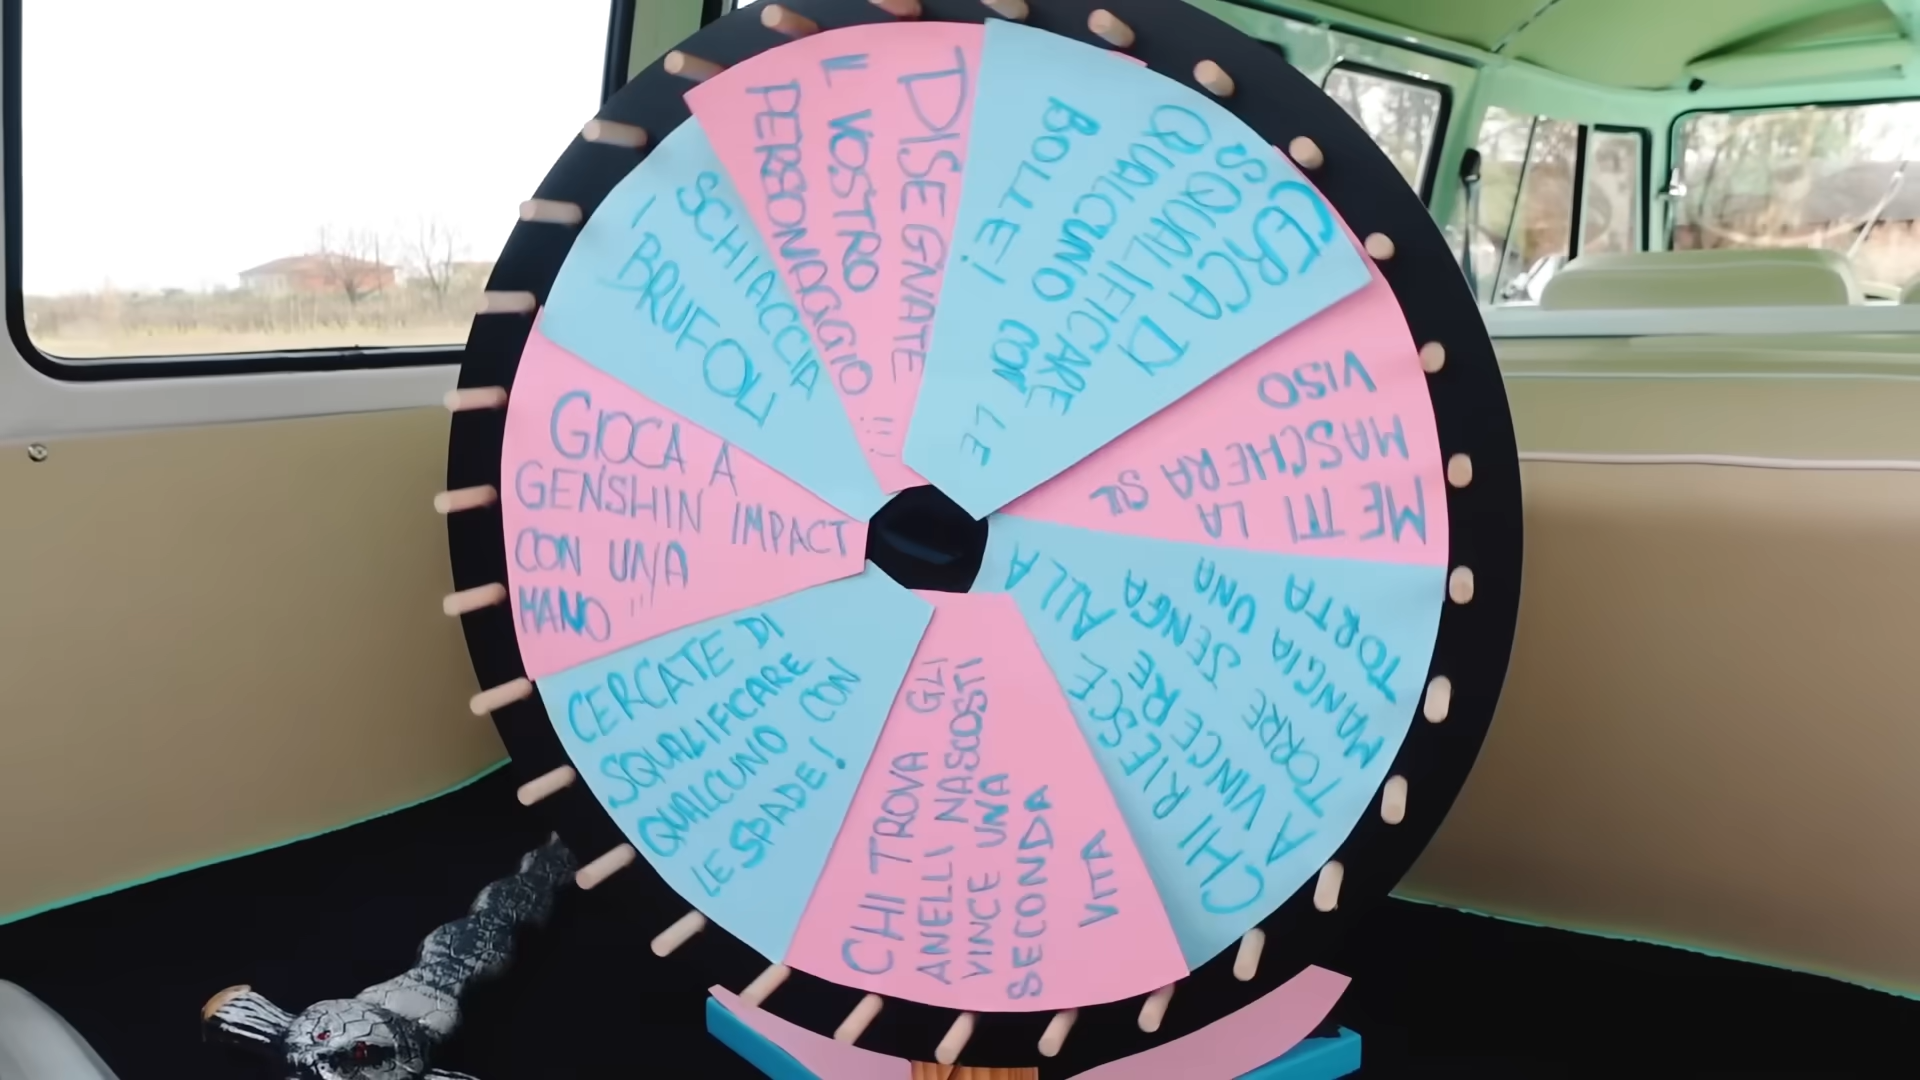 DISEGNATE
IL VOSTRO
PERSONAGGIO !!!
CERCA DI
SQUALIFICARE
QUALCUNO CON LE
BOLLE!
METTI
LA
MASCHERA SUL
VISO
CHI RIESCE ALLA
A VINCERE SENGA
TORRE UNA
MANGIA
TORTA
CHI TROVA GLI
ANELLI NASCOSTI
VINCE UNA
SECONDA
VITA
CERCATE DI
SQUALIFICARE
QUALCUNO CON
LE SPADE!
GIOCA A
GENSHIN IMPACT
CON UNA
MANO !!!
SCHIACCIA
I BRUFOLI